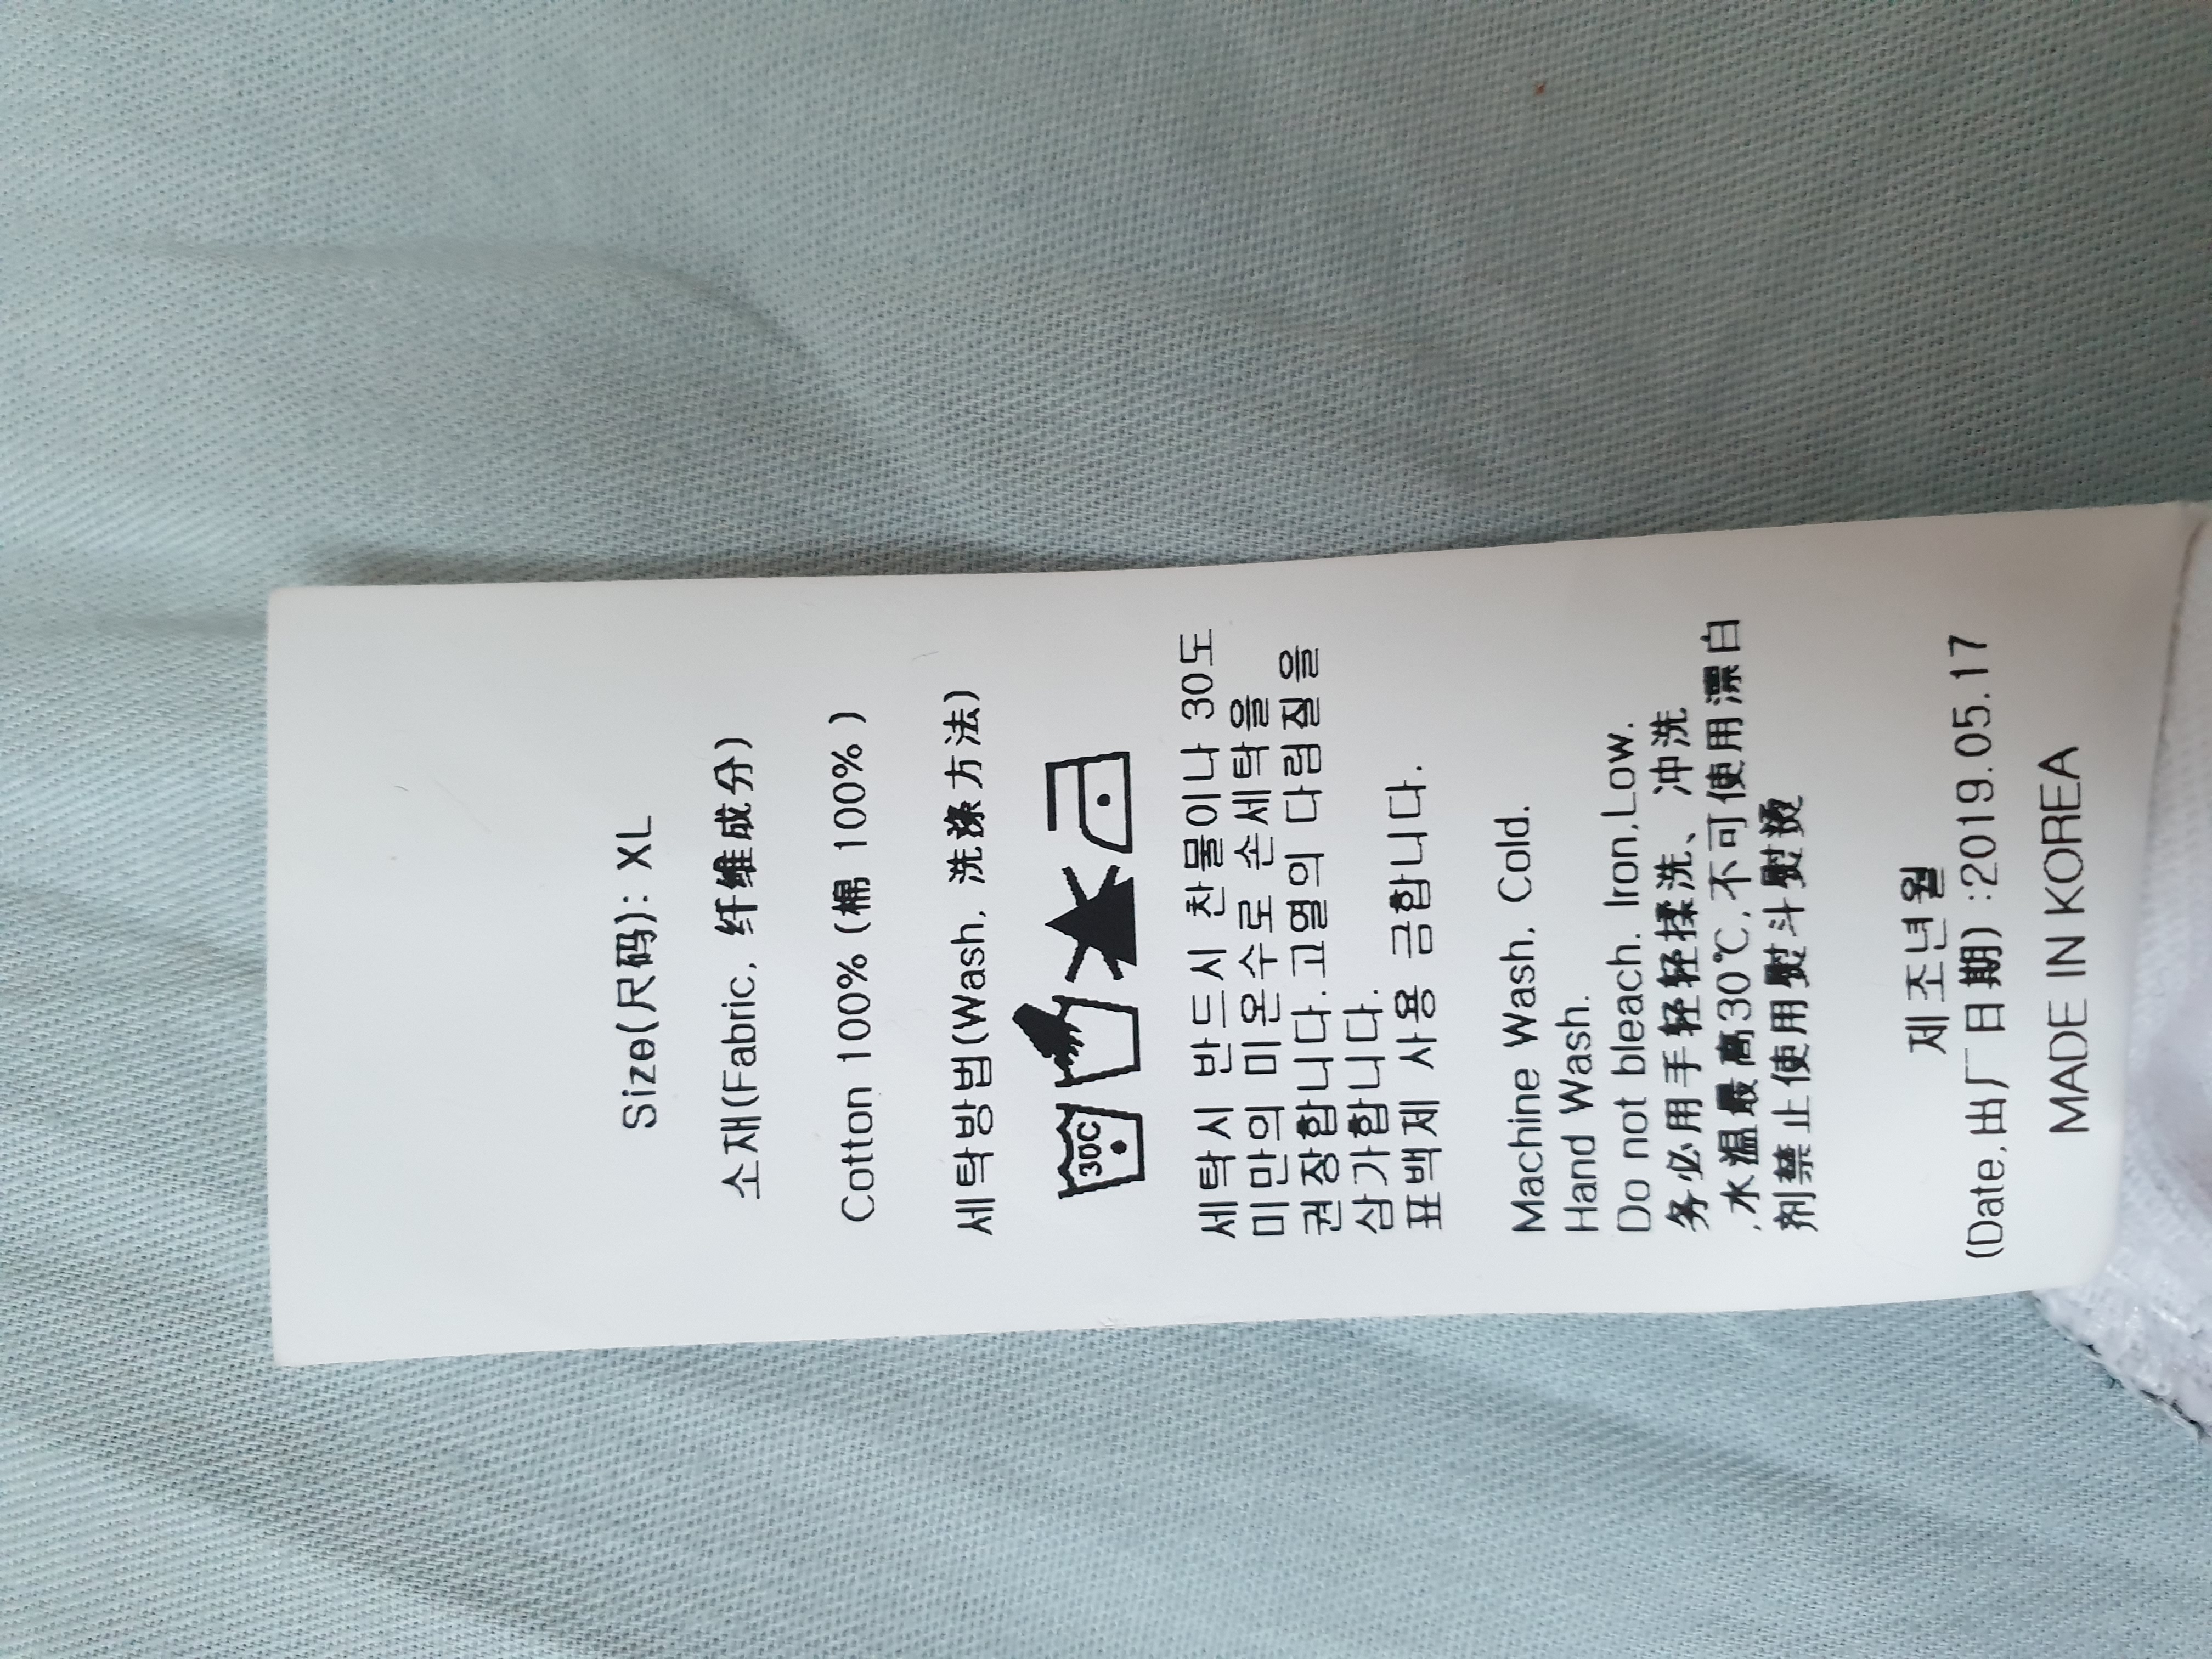 Size(尺码): XL
소재(Fabric, 纤维成分)
Cotton 100% (棉 100% )
세탁방법(Wash, 洗涤方法)
30C
세탁시 반드시 찬물이나 30도
미만의 미온수로 손세탁을
권장합니다.고열의 다림질을
삼가합니다.
표백제 사용 금합니다.
Machine Wash, Cold.
Hand Wash.
Do not bleach. Iron,Low.
务必用手轻轻揉洗、冲洗
,水温最高30℃,不可使用漂白
剂禁止使用熨斗熨烫
제조년월
(Date,出厂日期) :2019.05.17
MADE IN KOREA